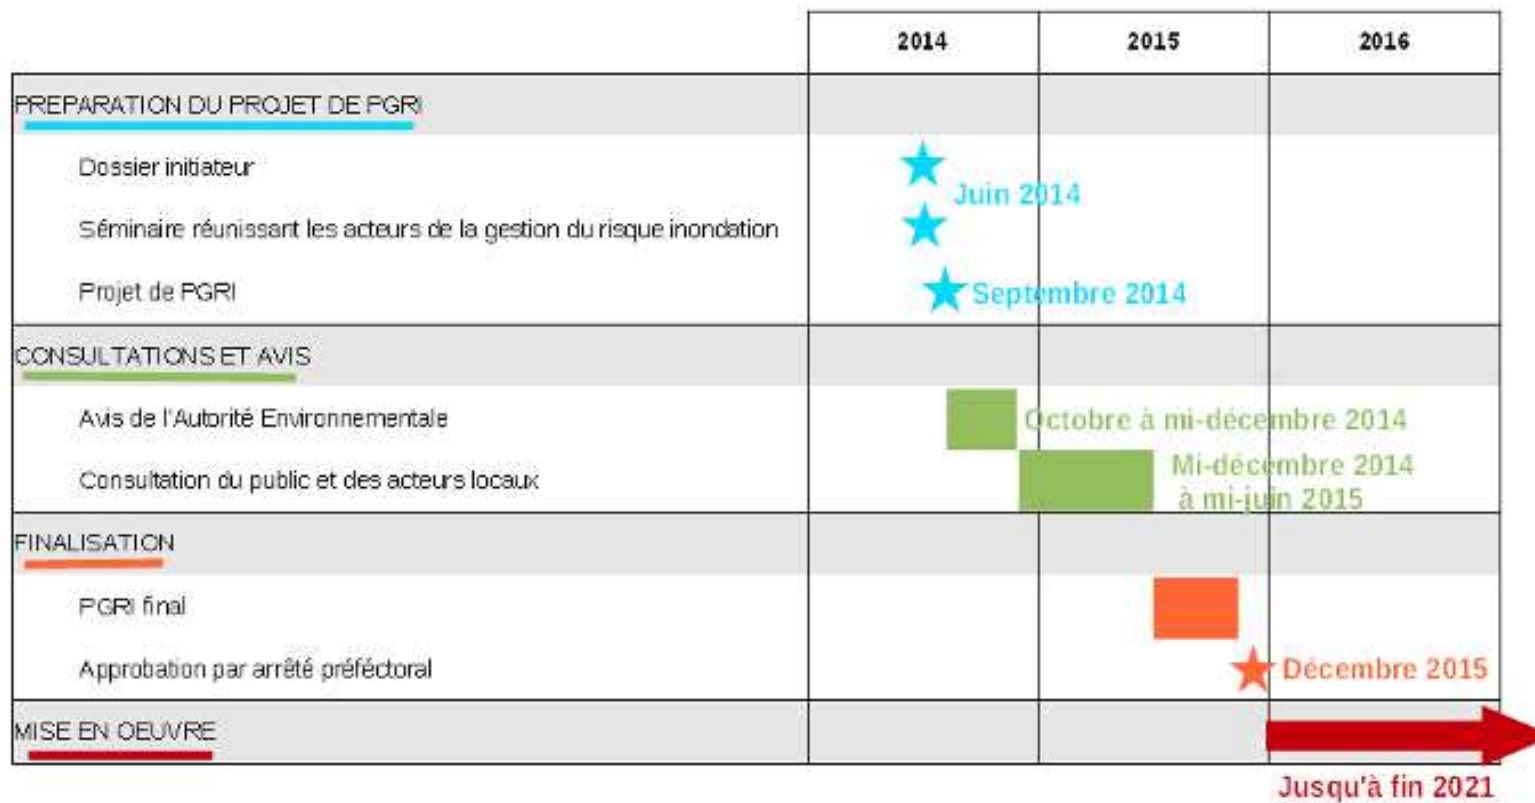 2014 2015 2016
PREPARATION DU PROJET DE PGRI
Dossier initiateur
Juin 2014
Séminaire réunissant les acteurs de la gestion du risque inondation
Projet de PGRI Septembre 2014
CONSULTATIONS ET AVIS
Avis de l'Autorité Environnementale Octobre à mi-décembre 2014
Consultation du public et des acteurs locaux Mi-décembre 2014
à mi-juin 2015
FINALISATION
PGRI final
Approbation par arrêté préféctoral Décembre 2015
MISE EN OEUVRE
Jusqu'à fin 2021